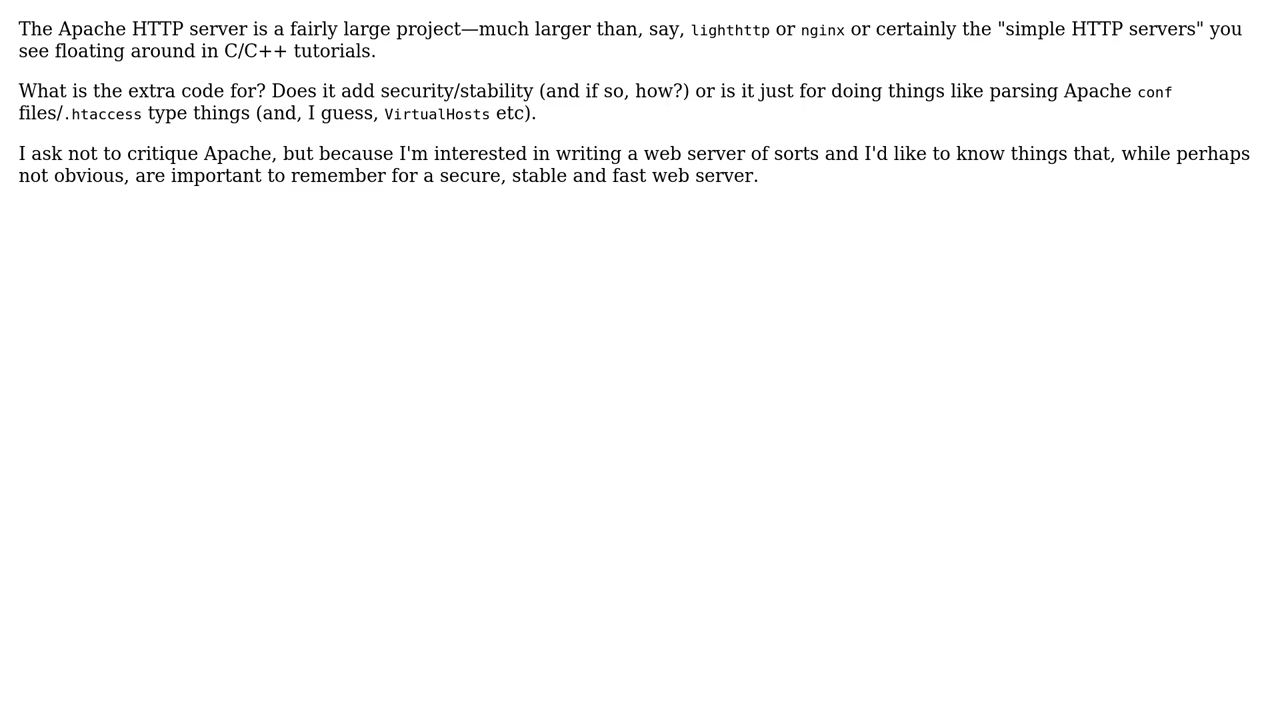 The Apache HTTP server is a fairly large project—much larger than, say, lighthttp or nginx or certainly the "simple HTTP servers" you
see floating around in C/C++ tutorials.
What is the extra code for? Does it add security/stability (and if so, how?) or is it just for doing things like parsing Apache conf
files/.htaccess type things (and, I guess, VirtualHosts etc).
I ask not to critique Apache, but because I'm interested in writing a web server of sorts and I'd like to know things that, while perhaps
not obvious, are important to remember for a secure, stable and fast web server.